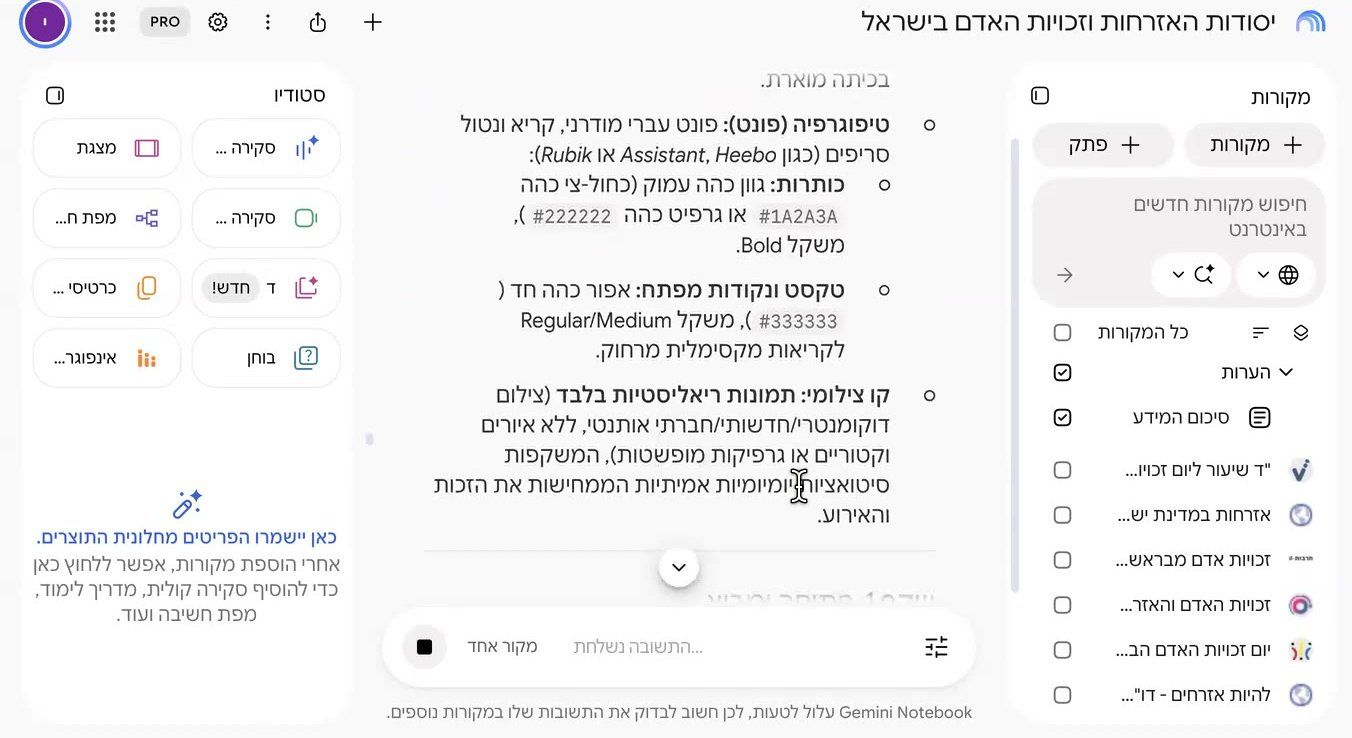 יסודות האזרחות וזכויות האדם בישראל
PRO
י
מקורות
מקורות
פתק
חיפוש מקורות חדשים
באינטרנט
כל המקורות
הערות
סיכום המידע
"ד שיעור ליום זכויו...
אזרחות במדינת יש...
זכויות אדם מבראש...
זכויות האדם והאזר...
יום זכויות האדם הב...
להיות אזרחים - דו"...
בכיתה מוארת.
טיפוגרפיה (פונט): פונט עברי מודרני, קריא ונטול
סריפים (כגון Assistant, Heebo או Rubik):
כותרות: גוון כהה עמוק (כחול-צי כהה
#1A2A3A או גרפיט כהה #222222 ),
משקל Bold.
טקסט ונקודות מפתח: אפור כהה חד (
#333333 ), משקל Regular/Medium
לקריאות מקסימלית מרחוק.
קו צילומי: תמונות ריאליסטיות בלבד (צילום
דוקומנטרי/חדשותי/חברתי אותנטי, ללא איורים
וקטוריים או גרפיקות מופשטות), המשקפות
סיטואציות יומיומיות אמיתיות הממחישות את הזכות
והאירוע.
התשובה נשלחת...
מקור אחד
Gemini Notebook עלול לטעות, לכן חשוב לבדוק את התשובות שלו במקורות נוספים.
סטודיו
סקירה ...
מצגת
סקירה ...
מפת ח...
ד חדש!
כרטיסי ...
בוחן
אינפוגר...
כאן יישמרו הפריטים מחלונית התוצרים.
אחרי הוספת מקורות, אפשר ללחוץ כאן
כדי להוסיף סקירה קולית, מדריך לימוד,
מפת חשיבה ועוד.